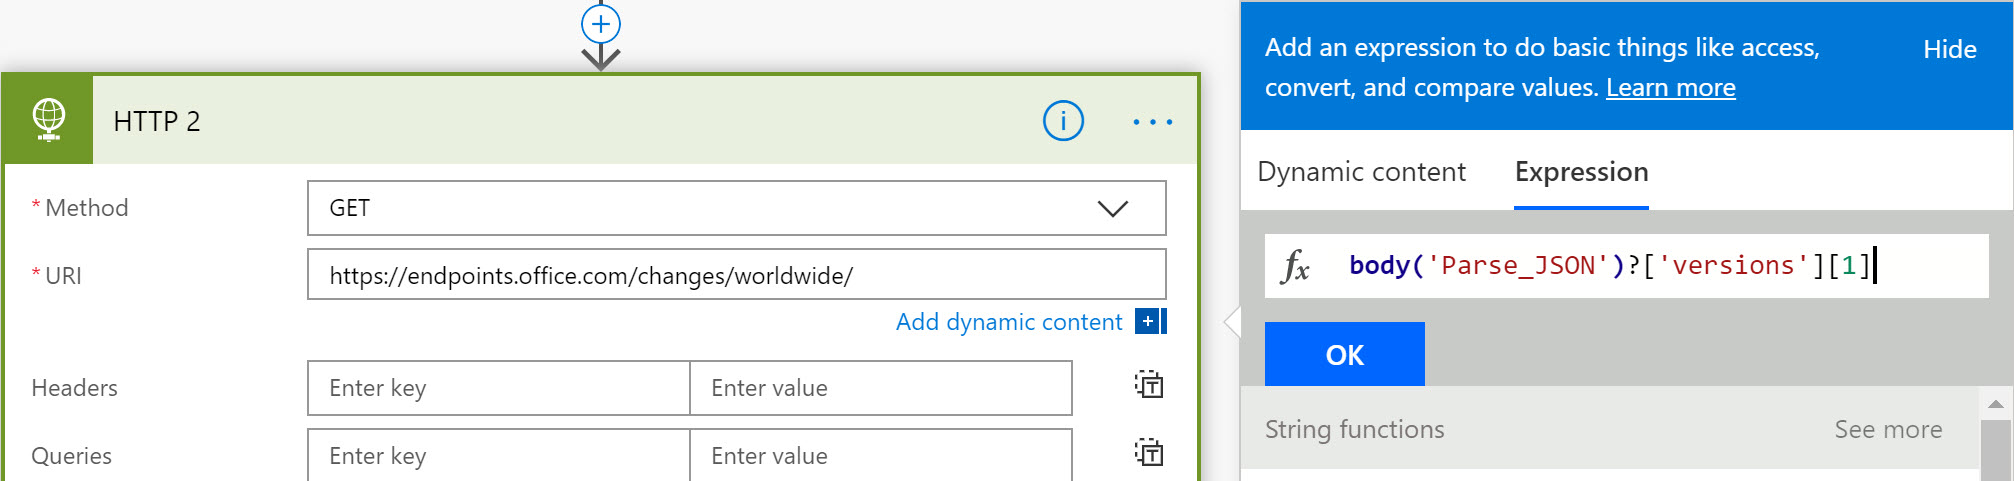 HTTP 2
* Method
GET
* URI
https://endpoints.office.com/changes/worldwide/
Add dynamic content
Headers
Enter key
Enter value
Queries
Enter key
Enter value
Add an expression to do basic things like access,
convert, and compare values. Learn more
Hide
Dynamic content
Expression
fx
body('Parse_JSON')?['versions'][1]
OK
String functions
See more